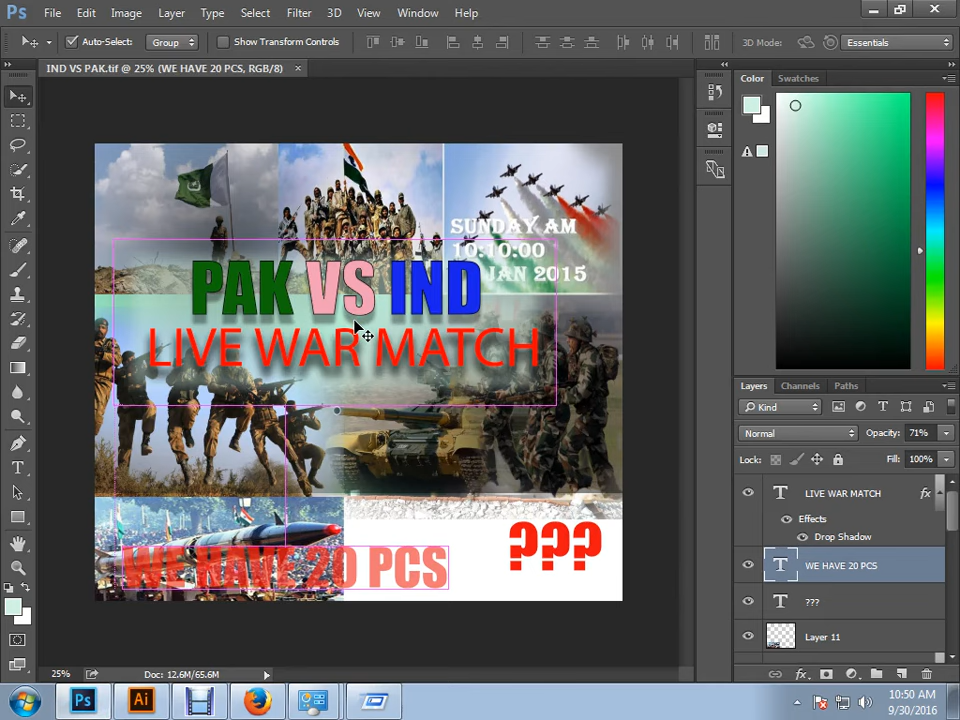 Ps File Edit Image Layer Type Select Filter 3D View Window Help
Auto-Select: Group Show Transform Controls 3D Mode: Essentials
IND VS PAK.tif @ 25% (WE HAVE 20 PCS, RGB/8) ×
Color Swatches
SUNDAY AM
10:10:00
JAN 2015
PAK VS IND
LIVE WAR MATCH
WE HAVE 20 PCS
???
Layers Channels Paths
Kind
Normal Opacity: 71%
Lock: Fill: 100%
LIVE WAR MATCH fx
Effects
Drop Shadow
WE HAVE 20 PCS
???
Layer 11
25% Doc: 12.6M/65.6M
Ps Ai
10:50 AM
9/30/2016